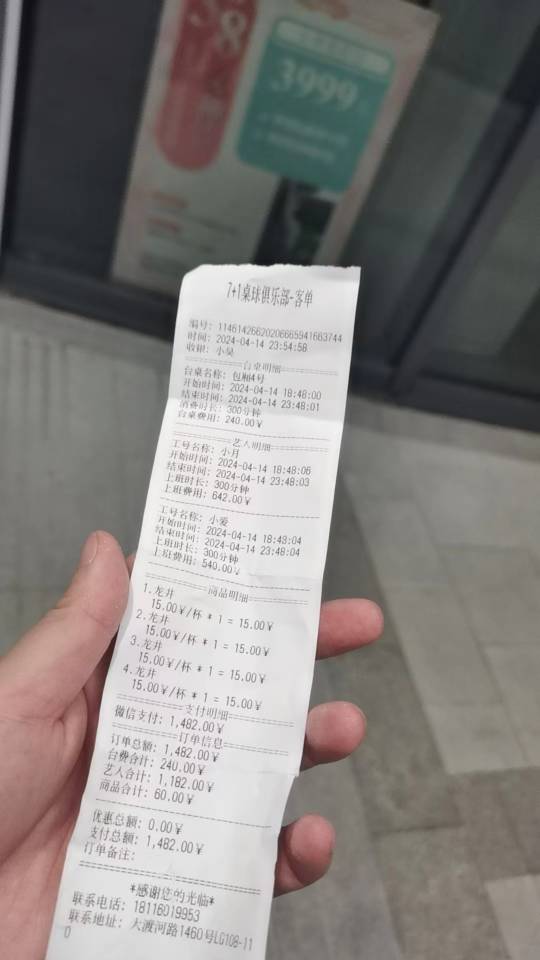 58
3999
7+1桌球俱乐部-客单
编号: 1146142662020866594166​3744
时间: 2024-04-14 23:54:58
收银: 小吴
台桌明细
台桌名称: 包厢4号
开始时间: 2024-04-14 18:48:00
结束时间: 2024-04-14 23:48:01
消费时长: 300分钟
台桌费用: 240.00¥
艺人明细
工号名称: 小月
开始时间: 2024-04-14 18:48:06
结束时间: 2024-04-14 23:48:03
上班时长: 300分钟
上班费用: 642.00¥
工号名称: 小爱
开始时间: 2024-04-14 18:48:04
结束时间: 2024-04-14 23:48:04
上班时长: 300分钟
上班费用: 540.00¥
商品明细
1.龙井
15.00¥/杯 * 1 = 15.00¥
2.龙井
15.00¥/杯 * 1 = 15.00¥
3.龙井
15.00¥/杯 * 1 = 15.00¥
4.龙井
15.00¥/杯 * 1 = 15.00¥
支付明细
微信支付: 1,482.00¥
订单信息
订单总额: 1,482.00¥
台费合计: 240.00¥
艺人合计: 1,182.00¥
商品合计: 60.00¥
优惠总额: 0.00¥
支付总额: 1,482.00¥
订单备注:
*感谢您的光临*
联系电话: 18116019953
联系地址: 大渡河路1460号LG108-11
0